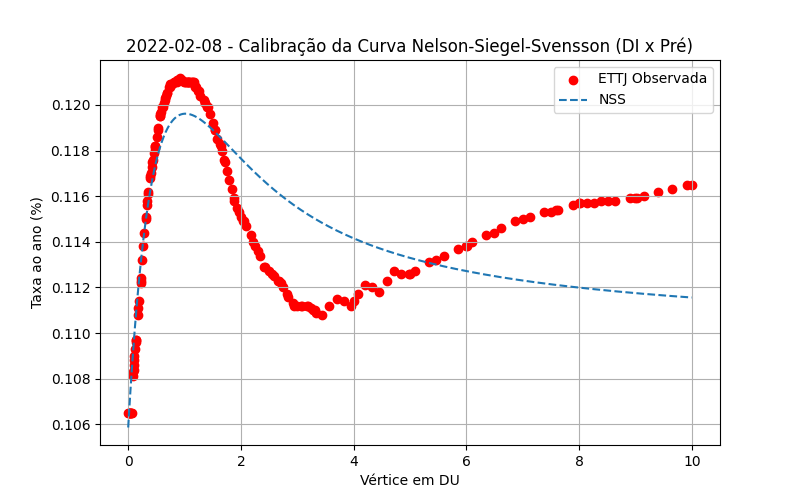 2022-02-08 - Calibração da Curva Nelson-Siegel-Svensson (DI x Pré)
ETTJ Observada
NSS
Taxa ao ano (%)
0.120
0.118
0.116
0.114
0.112
0.110
0.108
0.106
0 2 4 6 8 10
Vértice em DU